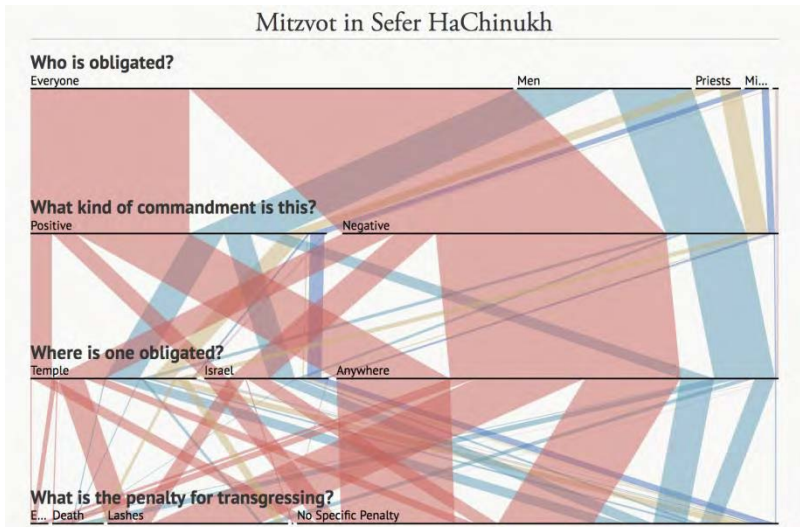 Mitzvot in Sefer HaChinukh
Who is obligated?
Everyone Men Priests Mi...
What kind of commandment is this?
Positive Negative
Where is one obligated?
Temple Israel Anywhere
What is the penalty for transgressing?
E... Death Lashes No Specific Penalty